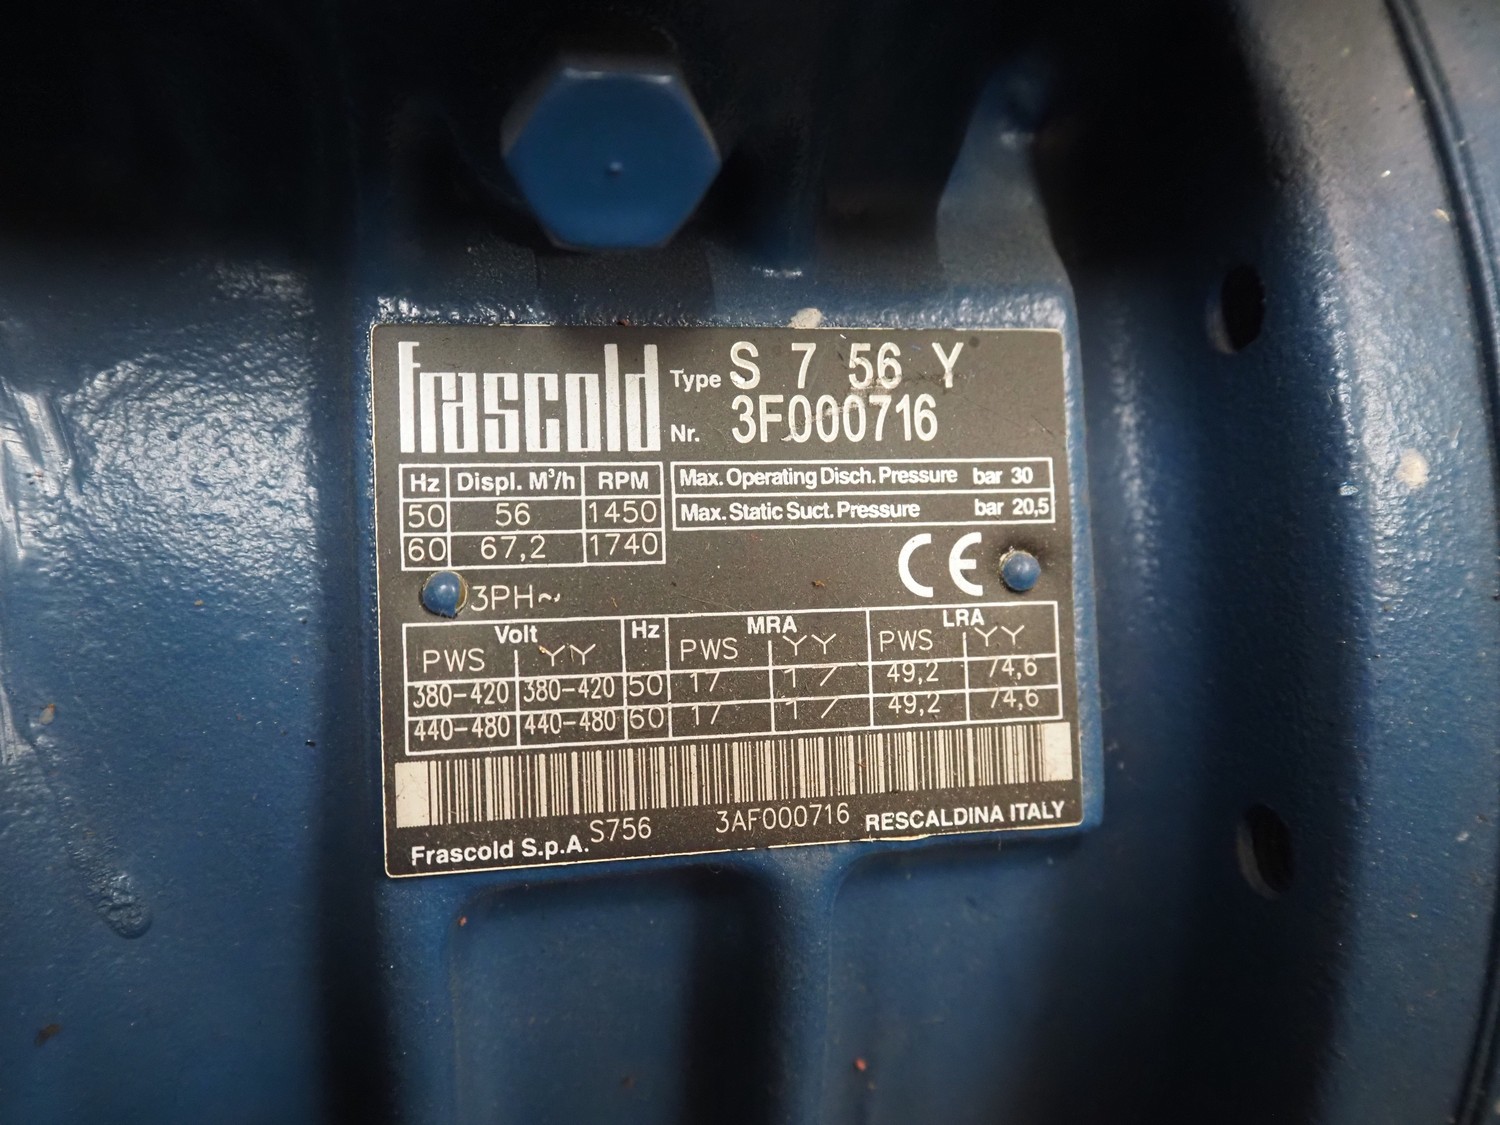 Frascold
Type S 7 56 Y
Nr. 3F000716
Hz Displ. M³/h RPM
50 56 1450
60 67,2 1740
Max. Operating Disch. Pressure bar 30
Max. Static Suct. Pressure bar 20,5
CE
3PH~
Volt Hz MRA LRA
PWS YY PWS YY PWS YY
380-420 380-420 50 17 17 49,2 74,6
440-480 440-480 60 17 17 49,2 74,6
Frascold S.p.A. S756 3AF000716 RESCALDINA ITALY